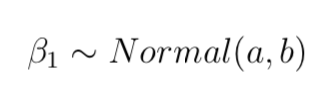 β₁ ~ Normal(a, b)